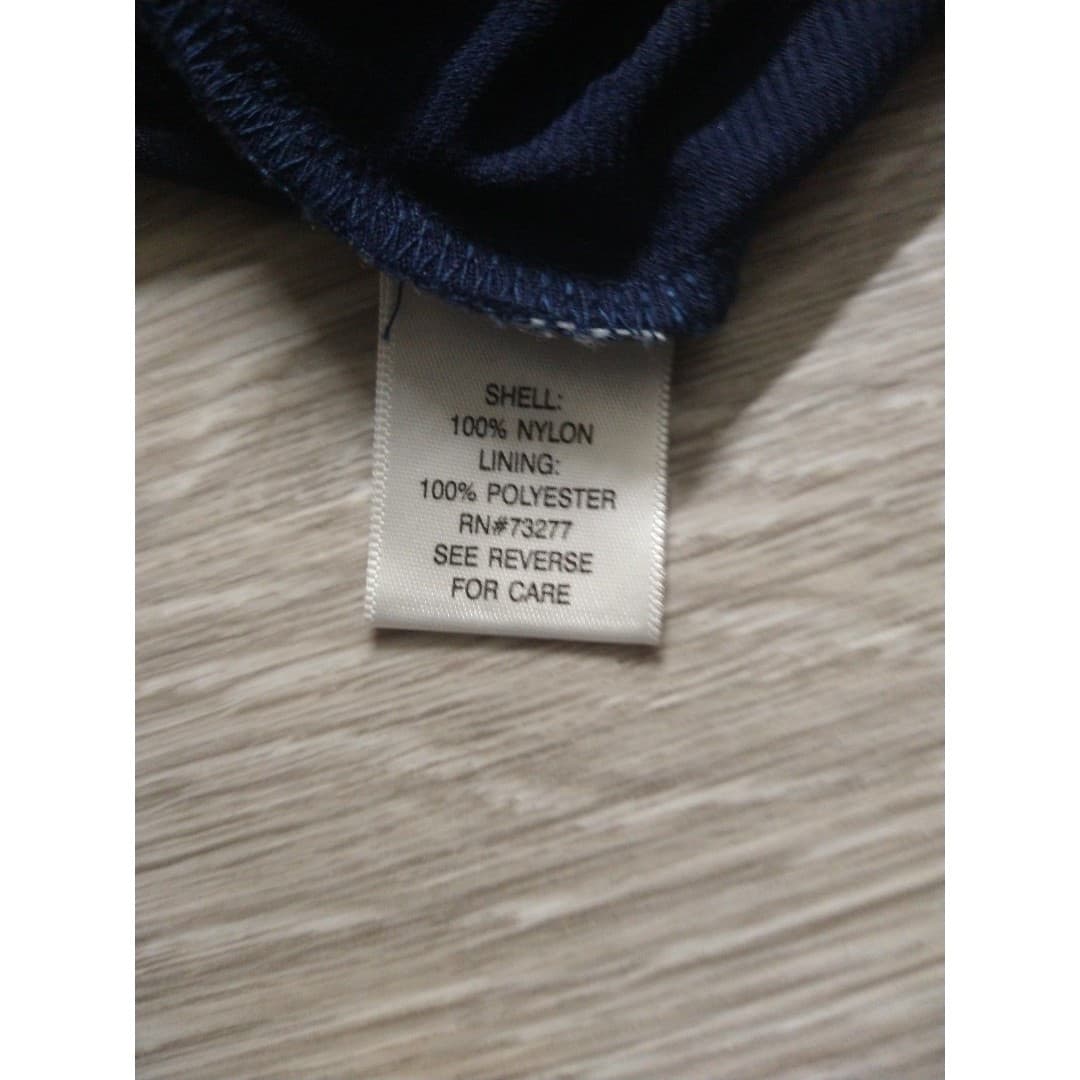 SHELL:
100% NYLON
LINING:
100% POLYESTER
RN#73277
SEE REVERSE
FOR CARE